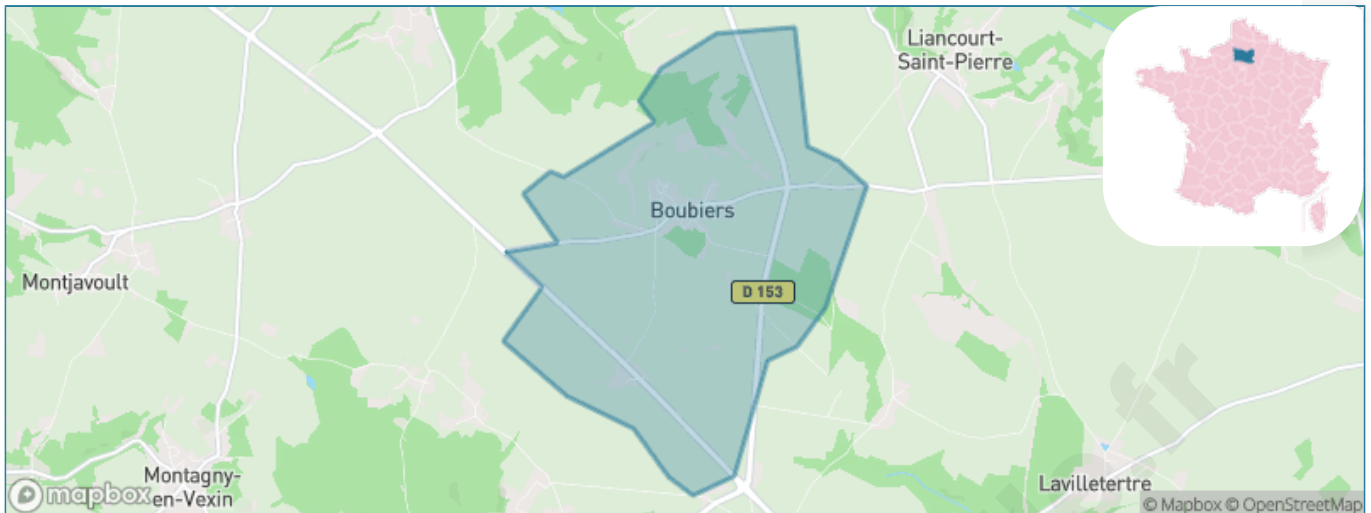 Liancourt-
Saint-Pierre
Boubiers
Montjavoult
D 153
Montagny-
en-Vexin
Lavilletertre
mapbox
© Mapbox © OpenStreetMap